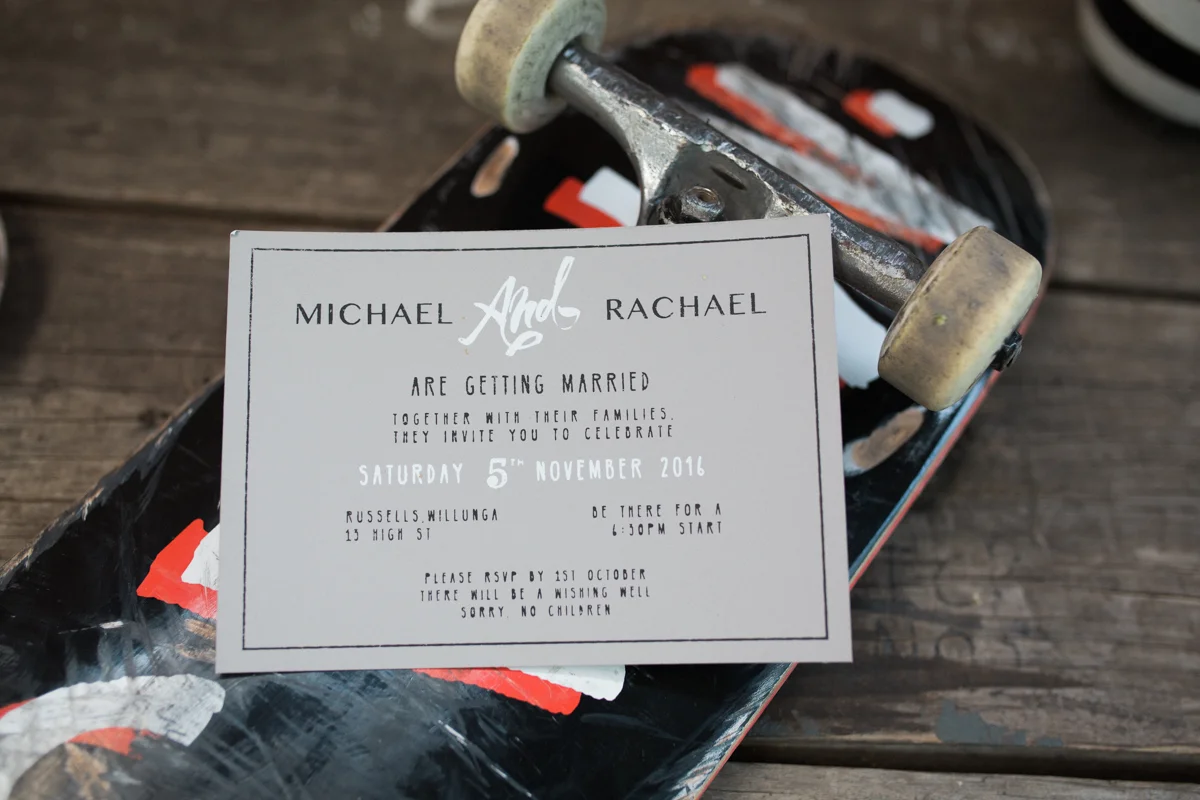 MICHAEL And RACHAEL
ARE GETTING MARRIED
TOGETHER WITH THEIR FAMILIES,
THEY INVITE YOU TO CELEBRATE
SATURDAY 5TH NOVEMBER 2016
RUSSELLS, WILLUNGA
13 HIGH ST
BE THERE FOR A
6:30PM START
PLEASE RSVP BY 1ST OCTOBER
THERE WILL BE A WISHING WELL
SORRY, NO CHILDREN